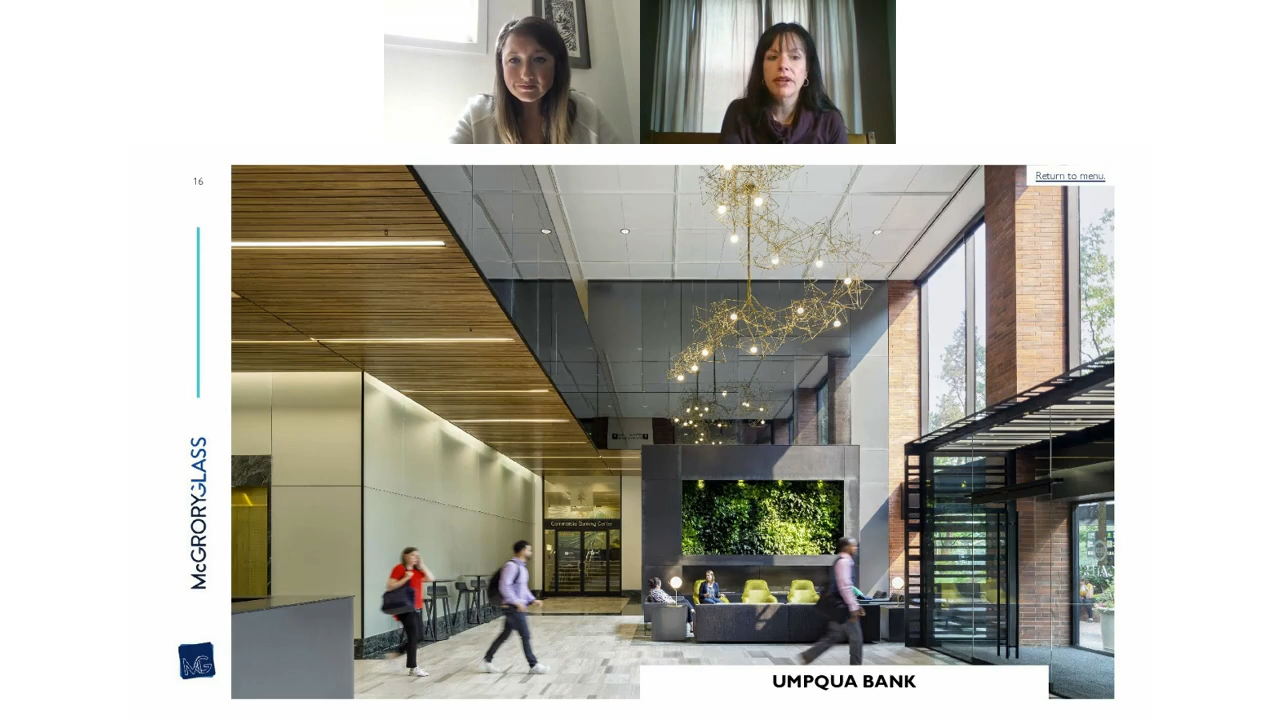 16
Return to menu.
McGRORYGLASS
MG
Commercial Banking Center
UMPQUA BANK